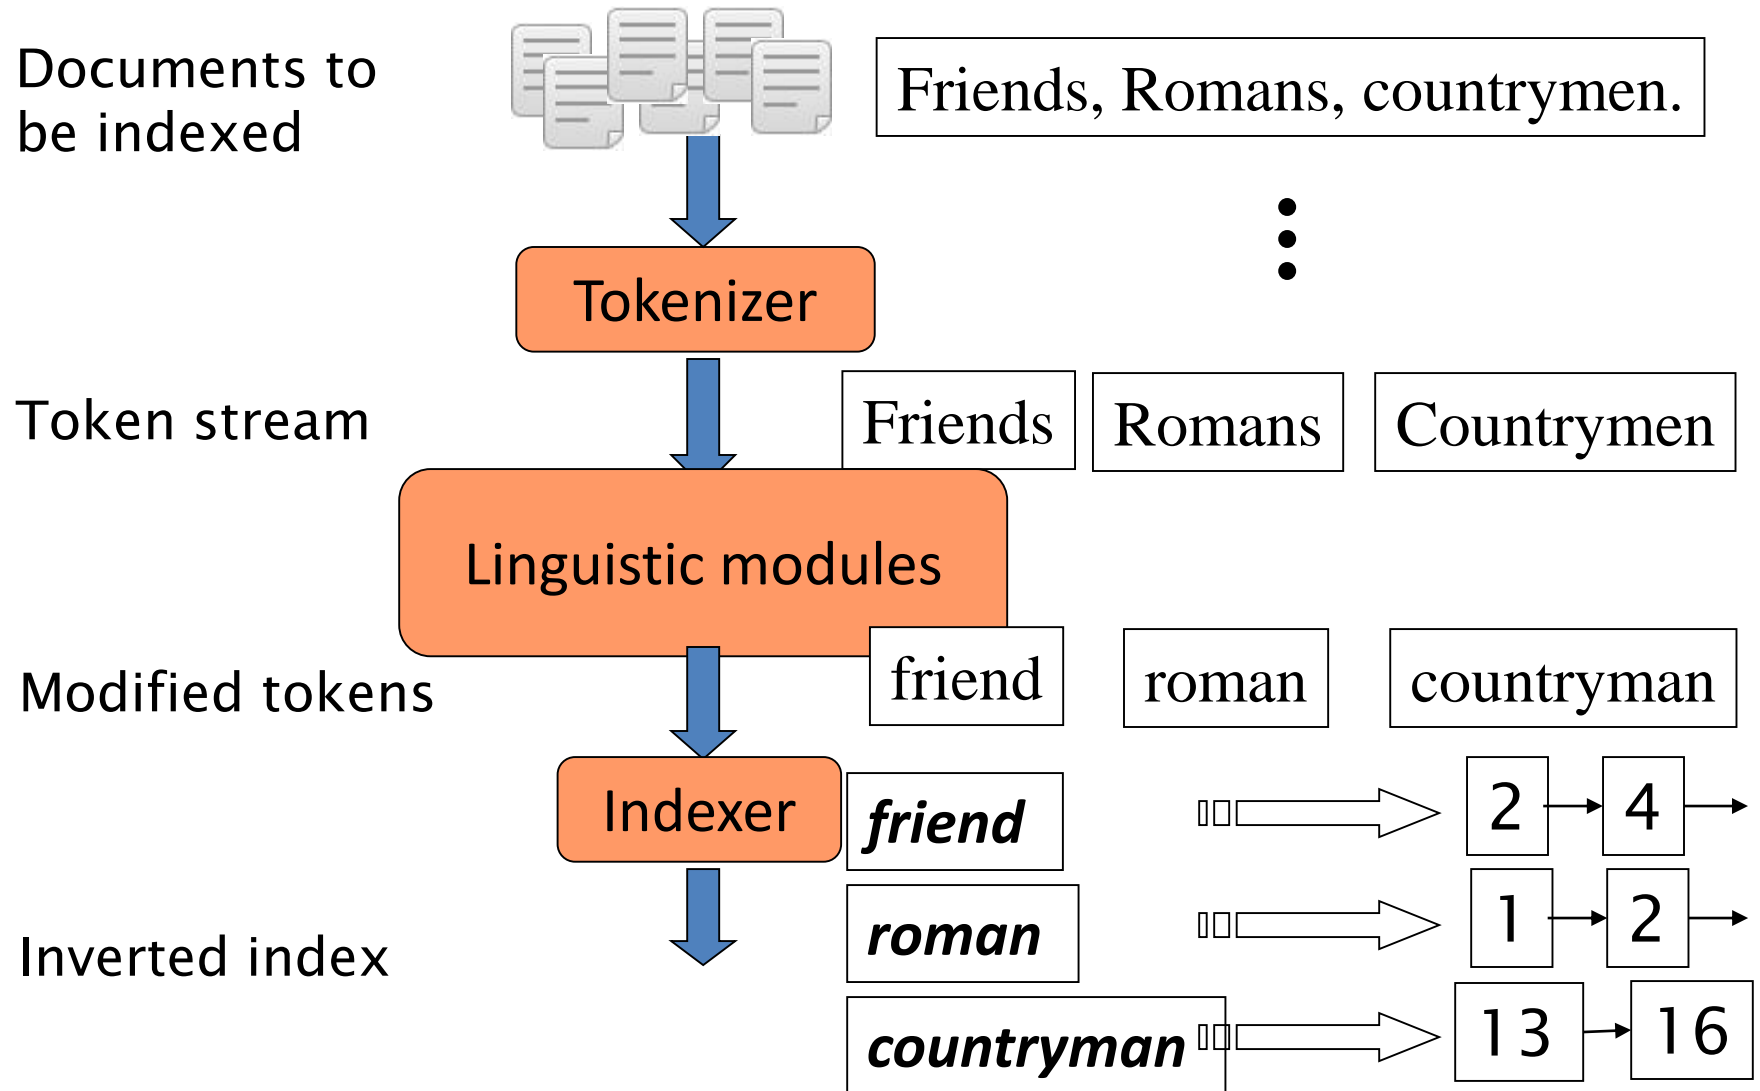 Documents to
be indexed
Friends, Romans, countrymen.
Tokenizer
Token stream
Friends
Romans
Countrymen
Linguistic modules
Modified tokens
friend
roman
countryman
Indexer
friend
2
4
roman
1
2
Inverted index
countryman
13
16